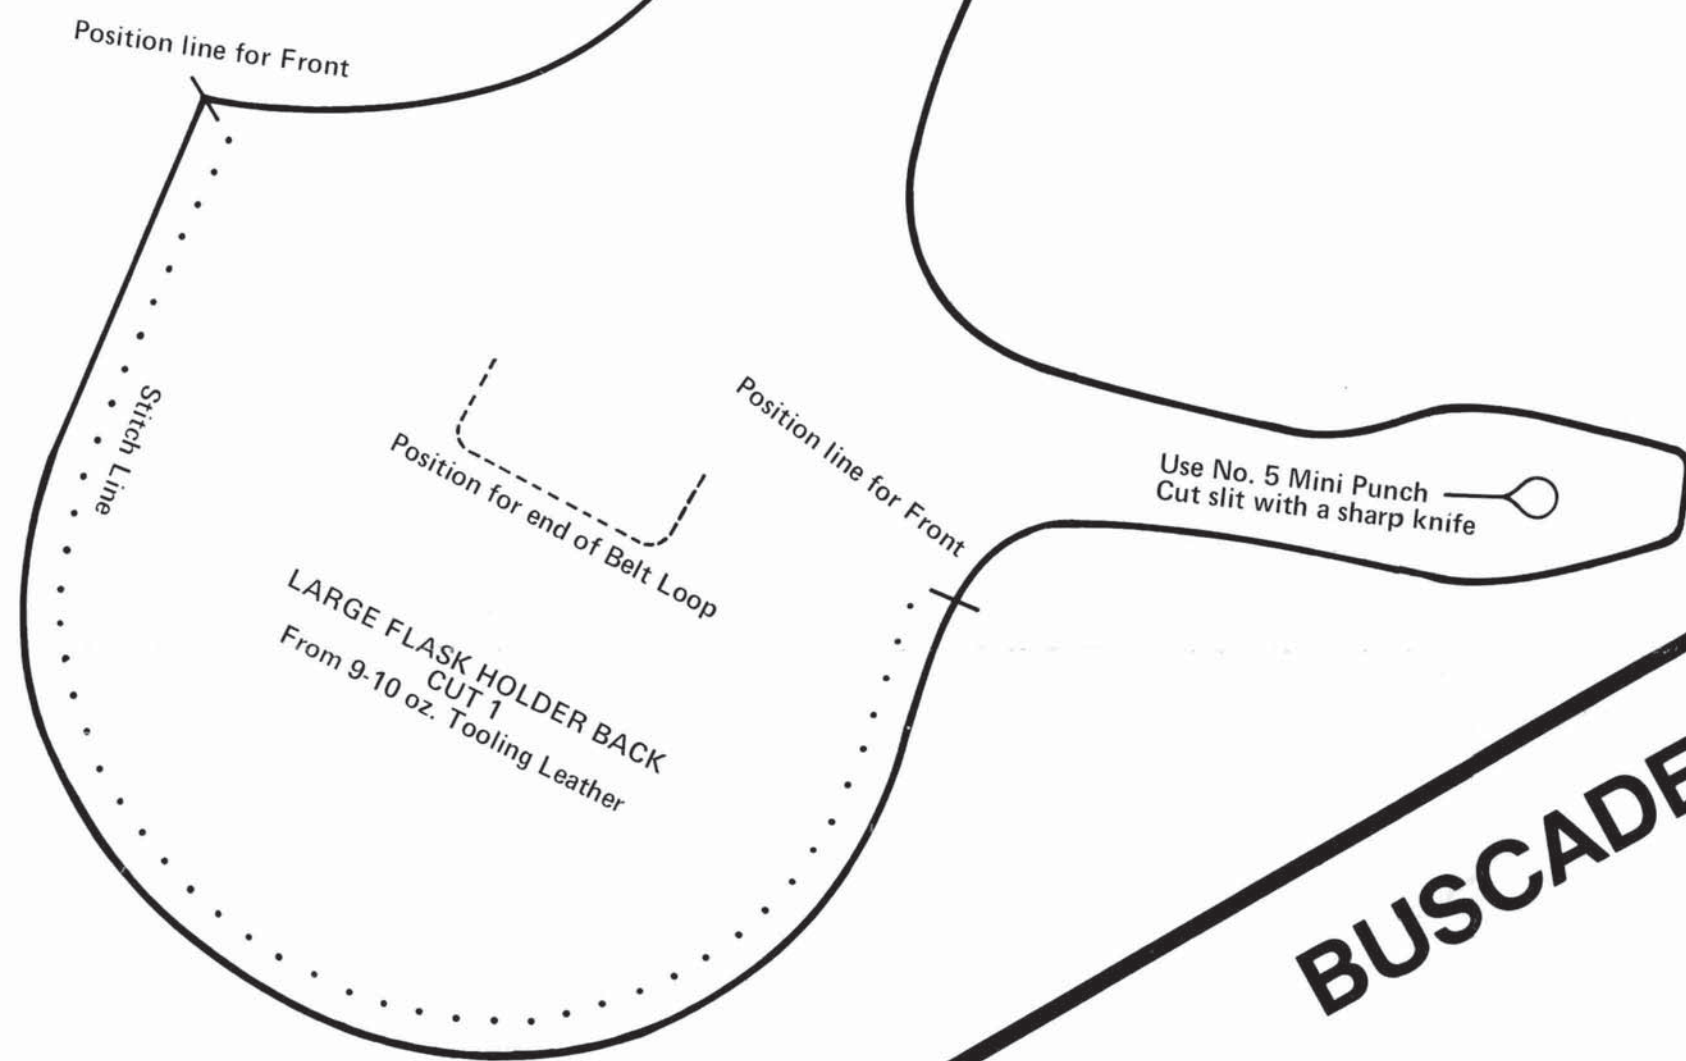 Position line for Front
Stitch Line
Position for end of Belt Loop
Position line for Front
Use No. 5 Mini Punch
Cut slit with a sharp knife
LARGE FLASK HOLDER BACK
CUT 1
From 9-10 oz. Tooling Leather
BUSCADE